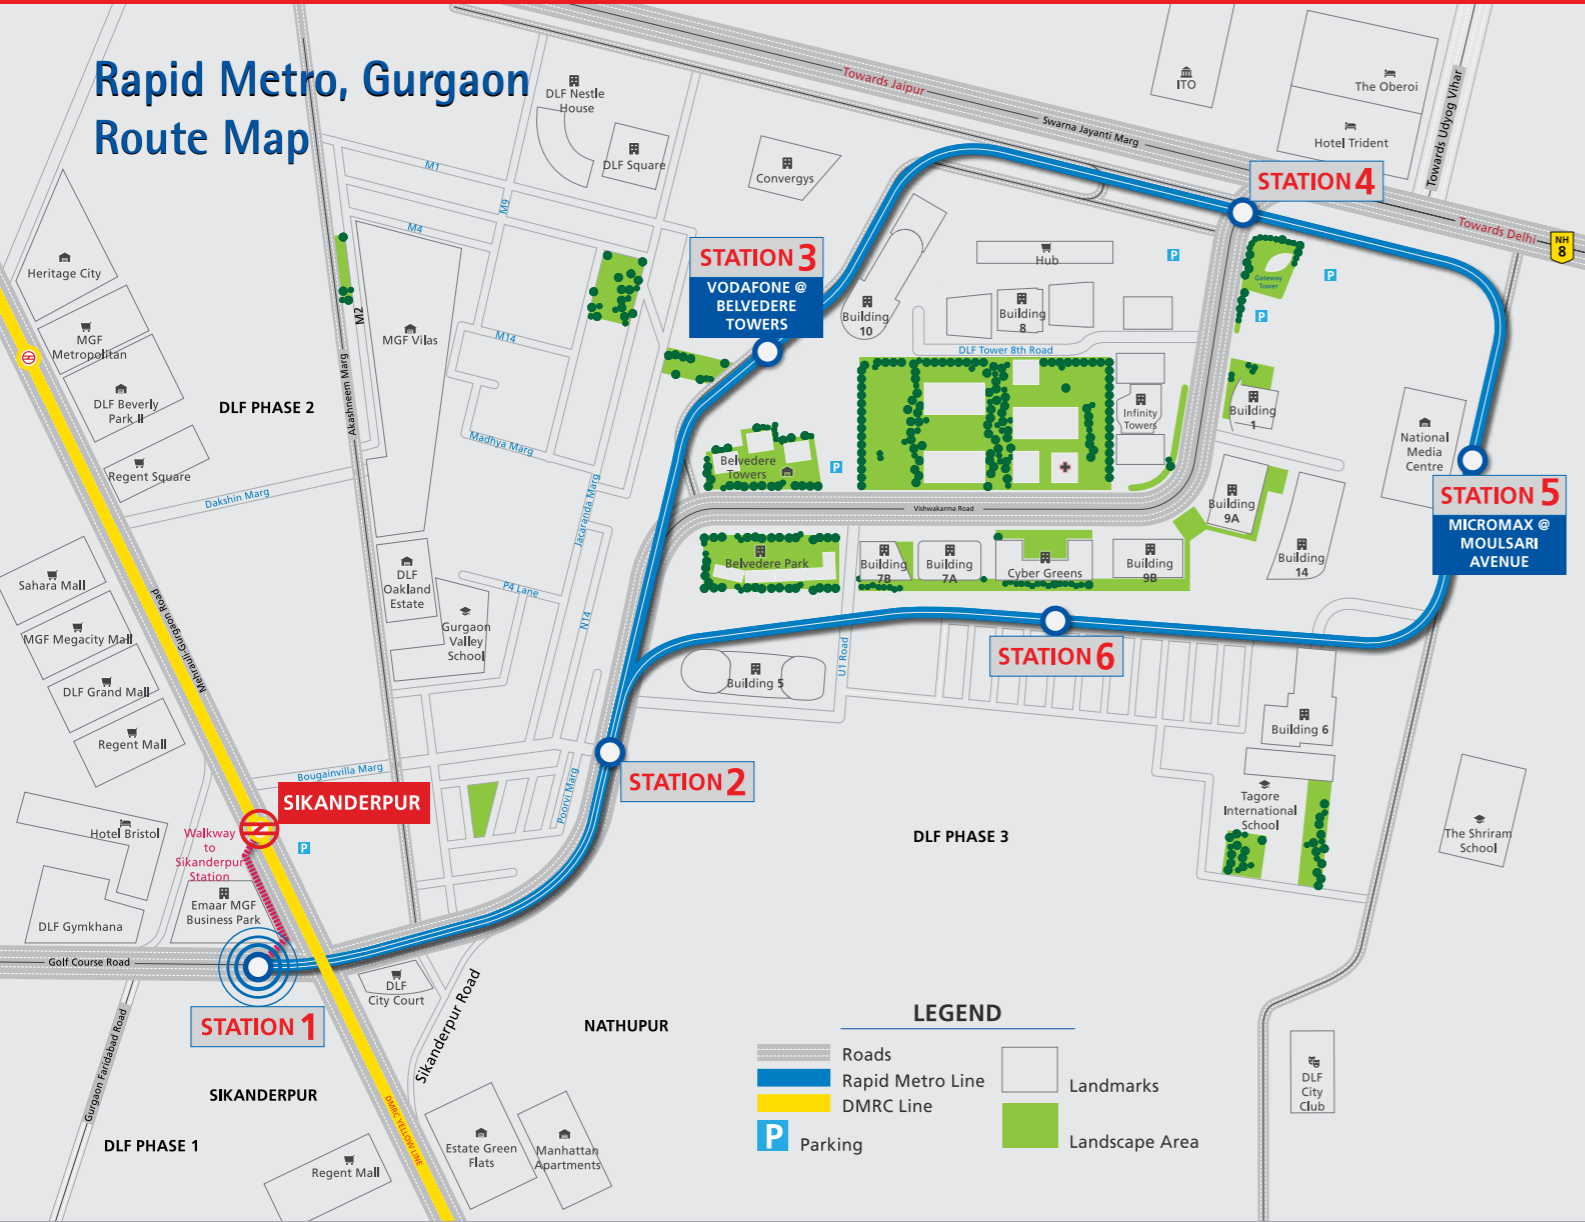 Rapid Metro, Gurgaon
Route Map
Towards Jaipur
Swarna Jayanti Marg
Towards Delhi
NH
8
Towards Udyog Vihar
ITO
The Oberoi
Hotel Trident
DLF Nestle
House
DLF Square
Convergys
M1
M9
M4
M2
M14
Heritage City
MGF
Metropolitan
DLF Beverly
Park II
Regent Square
DLF PHASE 2
Akashneem Marg
MGF Vilas
Madhya Marg
Dakshin Marg
Jacaranda Marg
STATION 3
VODAFONE @
BELVEDERE
TOWERS
STATION 4
Hub
Building
10
Building
8
DLF Tower 8th Road
Gateway
Tower
P
P
P
Infinity
Towers
Building
1
National
Media
Centre
STATION 5
MICROMAX @
MOULSARI
AVENUE
Belvedere
Towers
P
Vishwakarma Road
Building
9A
Building
14
Belvedere Park
Building
7B
Building
7A
Cyber Greens
Building
9B
Sahara Mall
MGF Megacity Mall
DLF Grand Mall
Regent Mall
Mehrauli-Gurgaon Road
DLF
Oakland
Estate
Gurgaon
Valley
School
P4 Lane
N14
U1 Road
Building 5
STATION 6
Building 6
STATION 2
Bougainvilla Marg
Poorvi Marg
SIKANDERPUR
P
Walkway
to
Sikanderpur
Station
Hotel Bristol
Emaar MGF
Business Park
DLF Gymkhana
Golf Course Road
STATION 1
Gurgaon Faridabad Road
DLF
City Court
Sikanderpur Road
DLF PHASE 3
Tagore
International
School
The Shriram
School
NATHUPUR
SIKANDERPUR
DLF PHASE 1
DMRC YELLOW LINE
Regent Mall
Estate Green
Flats
Manhattan
Apartments
DLF
City
Club
LEGEND
Roads
Rapid Metro Line
DMRC Line
P Parking
Landmarks
Landscape Area